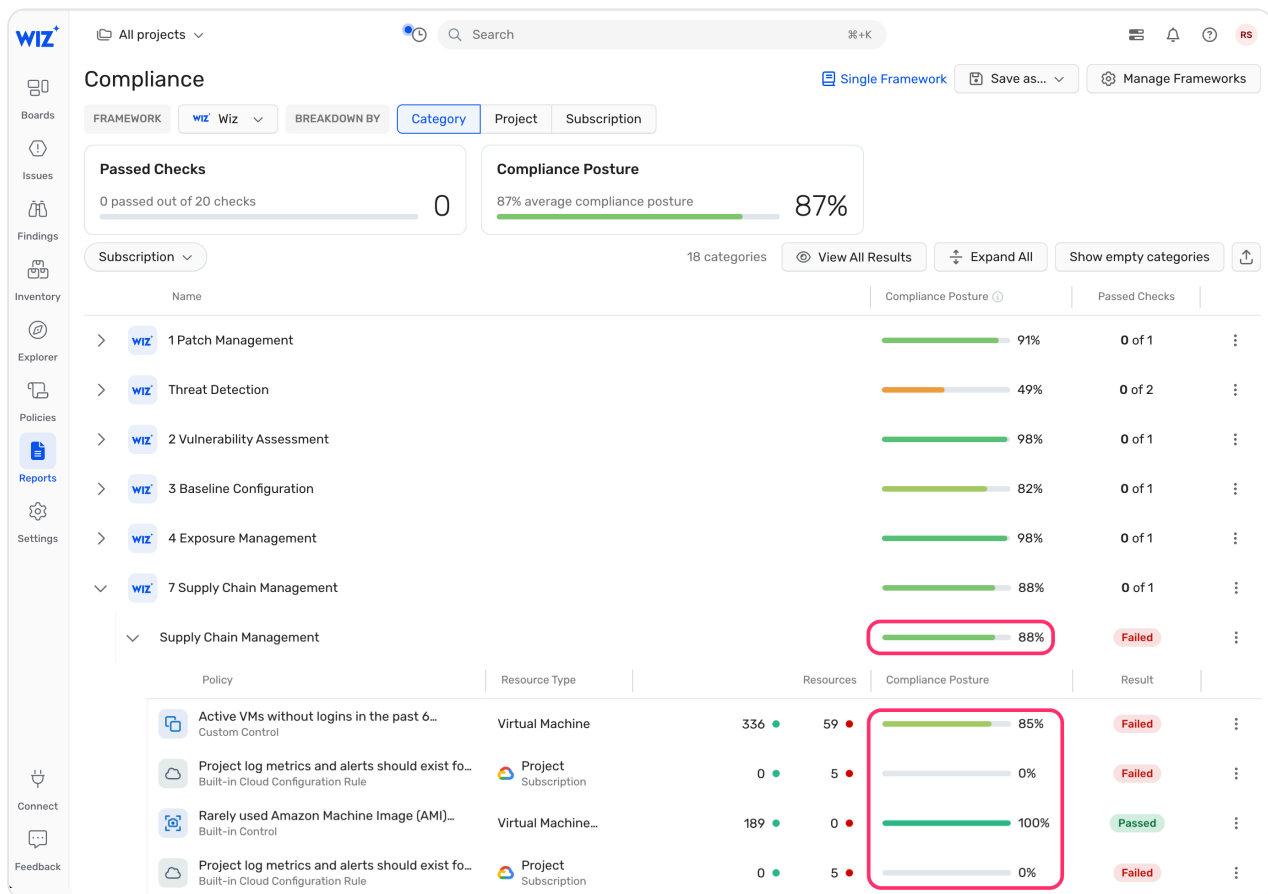 WIZ
All projects
Search
⌘+K
RS
Boards
Issues
Findings
Inventory
Explorer
Policies
Reports
Settings
Connect
Feedback
Compliance
Single Framework
Save as...
Manage Frameworks
FRAMEWORK
WIZ Wiz
BREAKDOWN BY
Category
Project
Subscription
Passed Checks
0 passed out of 20 checks
0
Compliance Posture
87% average compliance posture
87%
Subscription
18 categories
View All Results
Expand All
Show empty categories
Name Compliance Posture Passed Checks
WIZ 1 Patch Management 91% 0 of 1
WIZ Threat Detection 49% 0 of 2
WIZ 2 Vulnerability Assessment 98% 0 of 1
WIZ 3 Baseline Configuration 82% 0 of 1
WIZ 4 Exposure Management 98% 0 of 1
WIZ 7 Supply Chain Management 88% 0 of 1
Supply Chain Management 88% Failed
Policy Resource Type Resources Compliance Posture Result
Active VMs without logins in the past 6... Virtual Machine 336 59 85% Failed
Custom Control
Project log metrics and alerts should exist fo... Project 0 5 0% Failed
Built-in Cloud Configuration Rule Subscription
Rarely used Amazon Machine Image (AMI)... Virtual Machine... 189 0 100% Passed
Built-in Control
Project log metrics and alerts should exist fo... Project 0 5 0% Failed
Built-in Cloud Configuration Rule Subscription